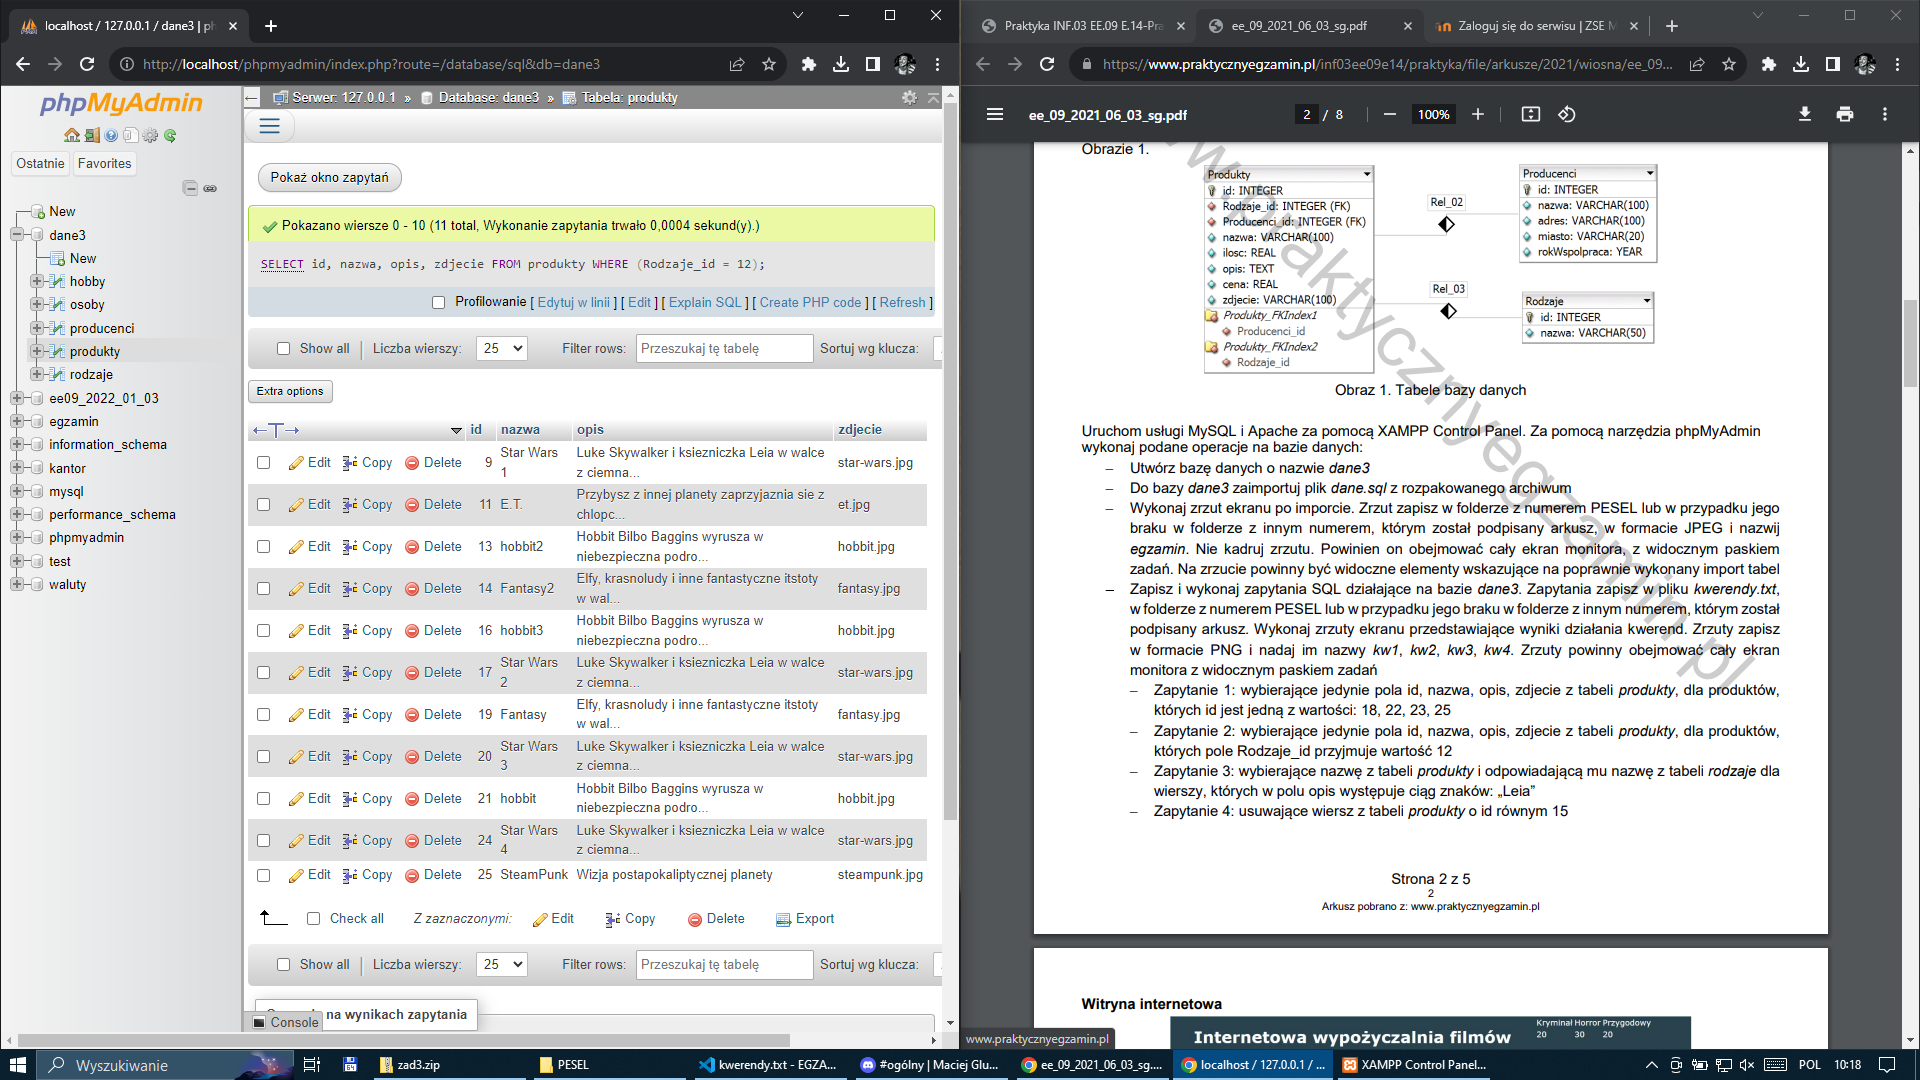 localhost / 127.0.0.1 / dane3 | ph
http://localhost/phpmyadmin/index.php?route=/database/sql&db=dane3
phpMyAdmin
Ostatnie
Favorites
New
dane3
New
hobby
osoby
producenci
produkty
rodzaje
ee09_2022_01_03
egzamin
information_schema
kantor
mysql
performance_schema
phpmyadmin
test
waluty
Serwer: 127.0.0.1 » Database: dane3 » Tabela: produkty
Pokaż okno zapytań
Pokazano wiersze 0 - 10 (11 total, Wykonanie zapytania trwało 0,0004 sekund(y).)
SELECT id, nazwa, opis, zdjecie FROM produkty WHERE (Rodzaje_id = 12);
Profilowanie [ Edytuj w linii ] [ Edit ] [ Explain SQL ] [ Create PHP code ] [ Refresh ]
Show all | Liczba wierszy: 25 Filter rows: Przeszukaj tę tabelę Sortuj wg klucza:
Extra options
←T→ id nazwa opis zdjecie
Edit Copy Delete 9 Star Wars 1 Luke Skywalker i ksiezniczka Leia w walce z ciemna... star-wars.jpg
Edit Copy Delete 11 E.T. Przybysz z innej planety zaprzyjaznia sie z chlopc... et.jpg
Edit Copy Delete 13 hobbit2 Hobbit Bilbo Baggins wyrusza w niebezpieczna podro... hobbit.jpg
Edit Copy Delete 14 Fantasy2 Elfy, krasnoludy i inne fantastyczne itstoty w wal... fantasy.jpg
Edit Copy Delete 16 hobbit3 Hobbit Bilbo Baggins wyrusza w niebezpieczna podro... hobbit.jpg
Edit Copy Delete 17 Star Wars 2 Luke Skywalker i ksiezniczka Leia w walce z ciemna... star-wars.jpg
Edit Copy Delete 19 Fantasy Elfy, krasnoludy i inne fantastyczne itstoty w wal... fantasy.jpg
Edit Copy Delete 20 Star Wars 3 Luke Skywalker i ksiezniczka Leia w walce z ciemna... star-wars.jpg
Edit Copy Delete 21 hobbit Hobbit Bilbo Baggins wyrusza w niebezpieczna podro... hobbit.jpg
Edit Copy Delete 24 Star Wars 4 Luke Skywalker i ksiezniczka Leia w walce z ciemna... star-wars.jpg
Edit Copy Delete 25 SteamPunk Wizja postapokaliptycznej planety steampunk.jpg
Check all Z zaznaczonymi: Edit Copy Delete Export
Show all | Liczba wierszy: 25 Filter rows: Przeszukaj tę tabelę Sortuj wg klucza:
na wynikach zapytania
Console
Praktyka INF.03 EE.09 E.14-Pra
ee_09_2021_06_03_sg.pdf
Zaloguj się do serwisu | ZSE M
https://www.praktycznyegzamin.pl/inf03ee09e14/praktyka/file/arkusze/2021/wiosna/ee_09...
ee_09_2021_06_03_sg.pdf
2 / 8
100%
Obrazie 1.
Produkty
id: INTEGER
Rodzaje_id: INTEGER (FK)
Producenci_id: INTEGER (FK)
nazwa: VARCHAR(100)
ilosc: REAL
opis: TEXT
cena: REAL
zdjecie: VARCHAR(100)
Produkty_FKIndex1
Producenci_id
Produkty_FKIndex2
Rodzaje_id
Rel_02
Rel_03
Producenci
id: INTEGER
nazwa: VARCHAR(100)
adres: VARCHAR(100)
miasto: VARCHAR(20)
rokWspolpraca: YEAR
Rodzaje
id: INTEGER
nazwa: VARCHAR(50)
w.praktycznyegzamin.pl
Obraz 1. Tabele bazy danych
Uruchom usługi MySQL i Apache za pomocą XAMPP Control Panel. Za pomocą narzędzia phpMyAdmin
wykonaj podane operacje na bazie danych:
– Utwórz bazę danych o nazwie dane3
– Do bazy dane3 zaimportuj plik dane.sql z rozpakowanego archiwum
– Wykonaj zrzut ekranu po imporcie. Zrzut zapisz w folderze z numerem PESEL lub w przypadku jego
braku w folderze z innym numerem, którym został podpisany arkusz, w formacie JPEG i nazwij
egzamin. Nie kadruj zrzutu. Powinien on obejmować cały ekran monitora, z widocznym paskiem
zadań. Na zrzucie powinny być widoczne elementy wskazujące na poprawnie wykonany import tabel
– Zapisz i wykonaj zapytania SQL działające na bazie dane3. Zapytania zapisz w pliku kwerendy.txt,
w folderze z numerem PESEL lub w przypadku jego braku w folderze z innym numerem, którym został
podpisany arkusz. Wykonaj zrzuty ekranu przedstawiające wyniki działania kwerend. Zrzuty zapisz
w formacie PNG i nadaj im nazwy kw1, kw2, kw3, kw4. Zrzuty powinny obejmować cały ekran
monitora z widocznym paskiem zadań
– Zapytanie 1: wybierające jedynie pola id, nazwa, opis, zdjecie z tabeli produkty, dla produktów,
których id jest jedną z wartości: 18, 22, 23, 25
– Zapytanie 2: wybierające jedynie pola id, nazwa, opis, zdjecie z tabeli produkty, dla produktów,
których pole Rodzaje_id przyjmuje wartość 12
– Zapytanie 3: wybierające nazwę z tabeli produkty i odpowiadającą mu nazwę z tabeli rodzaje dla
wierszy, których w polu opis występuje ciąg znaków: „Leia”
– Zapytanie 4: usuwające wiersz z tabeli produkty o id równym 15
Strona 2 z 5
2
Arkusz pobrano z: www.praktycznyegzamin.pl
Witryna internetowa
Internetowa wypożyczalnia filmów
Kryminał Horror Przygodowy
20 30 20
www.praktycznyegzamin.pl
Wyszukiwanie
zad3.zip
PESEL
kwerendy.txt - EGZA...
#ogólny | Maciej Glu...
ee_09_2021_06_03_sg....
localhost / 127.0.0.1 / ...
XAMPP Control Panel...
POL
10:18